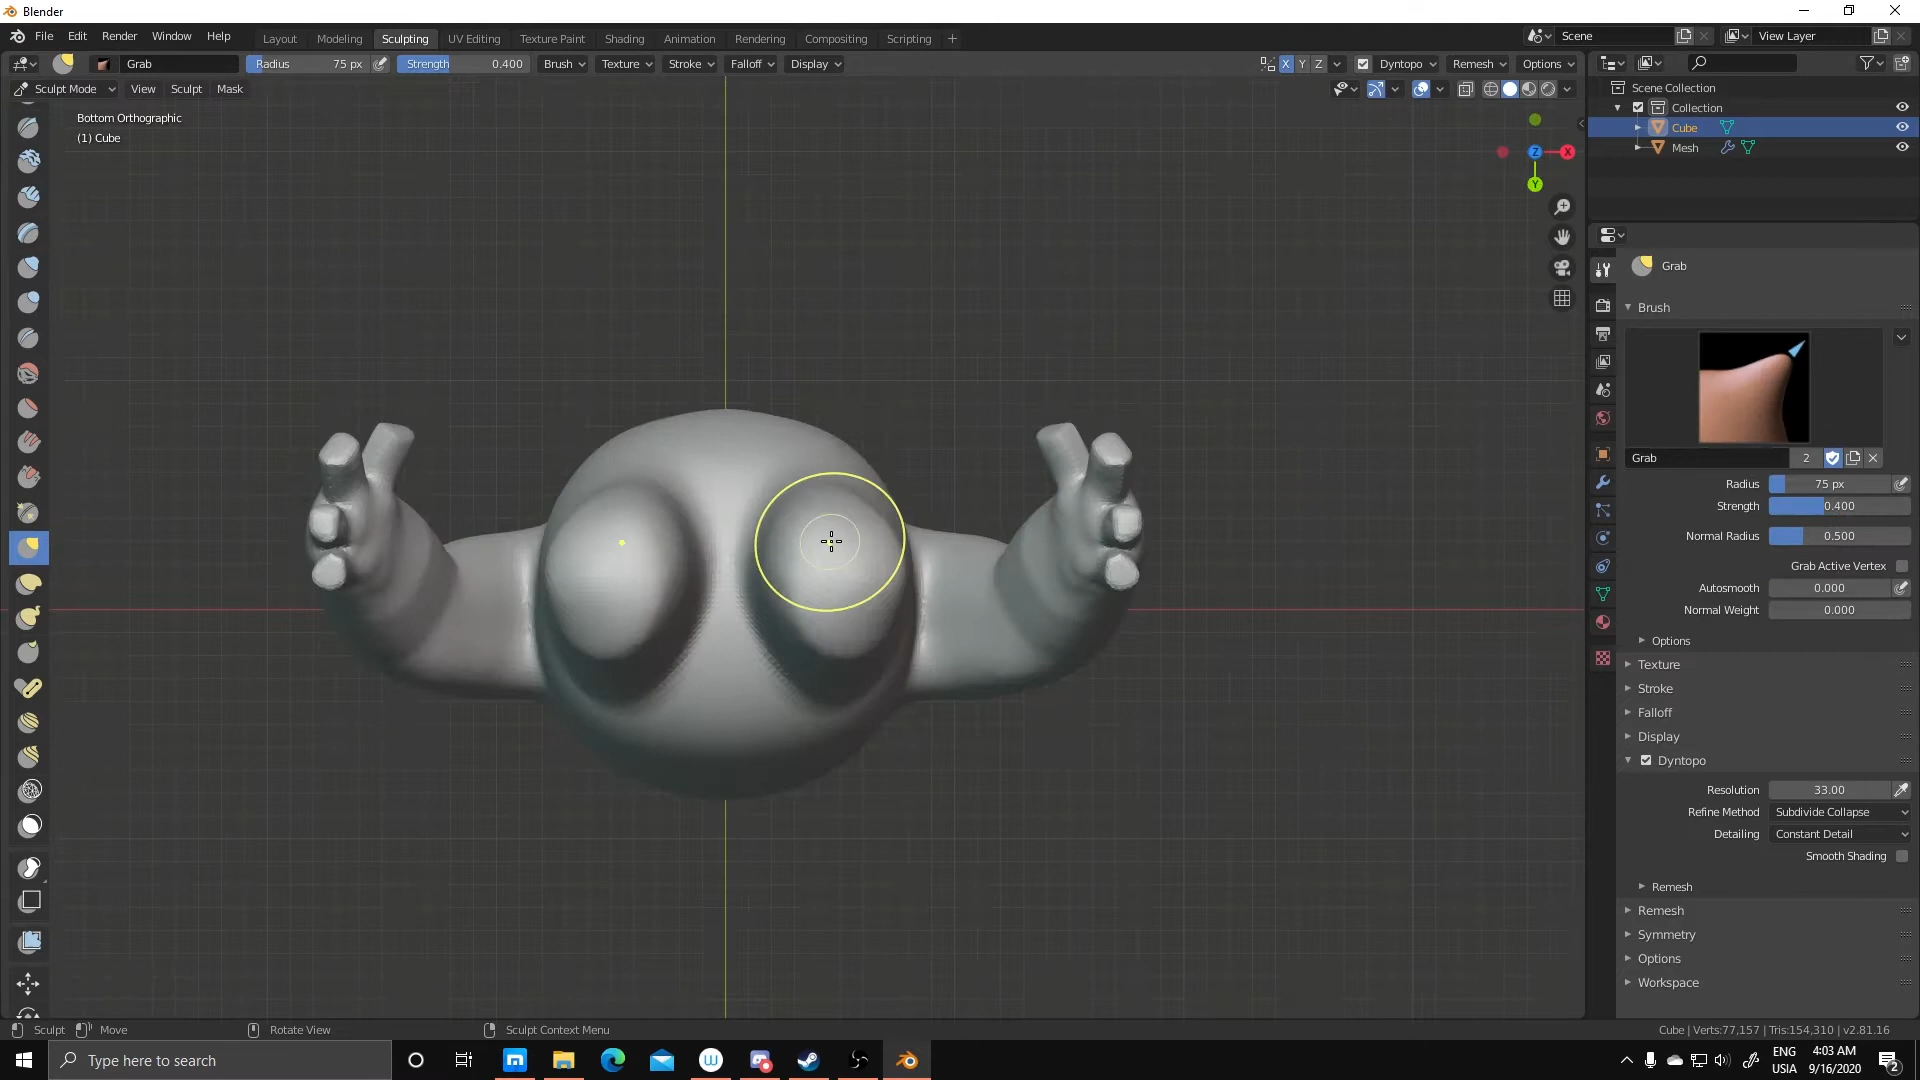 Blender
File Edit Render Window Help
Layout Modeling Sculpting UV Editing Texture Paint Shading Animation Rendering Compositing Scripting +
Scene View Layer
Grab Radius 75 px Strength 0.400 Brush Texture Stroke Falloff Display X Y Z Dyntopo Remesh Options
Sculpt Mode View Sculpt Mask
Bottom Orthographic
(1) Cube
Z X
Y
Scene Collection
Collection
Cube
Mesh
Grab
Brush
Grab 2
Radius 75 px
Strength 0.400
Normal Radius 0.500
Grab Active Vertex
Autosmooth 0.000
Normal Weight 0.000
Options
Texture
Stroke
Falloff
Display
Dyntopo
Resolution 33.00
Refine Method Subdivide Collapse
Detailing Constant Detail
Smooth Shading
Remesh
Remesh
Symmetry
Options
Workspace
Sculpt Move Rotate View Sculpt Context Menu Cube | Verts:77,157 | Tris:154,310 | v2.81.16
Type here to search
ENG
USIA
4:03 AM
9/16/2020
2